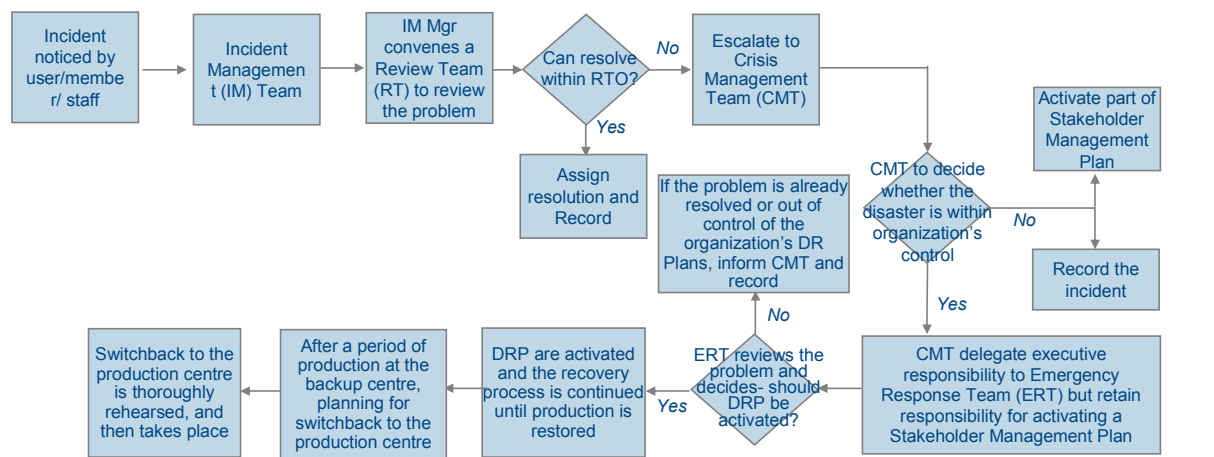 Incident
noticed by
user/membe
r/ staff
Incident
Managemen
t (IM) Team
IM Mgr
convenes a
Review Team
(RT) to review
the problem
Can resolve
within RTO?
No
Yes
Escalate to
Crisis
Management
Team (CMT)
Assign
resolution and
Record
Activate part of
Stakeholder
Management
Plan
CMT to decide
whether the
disaster is within
organization's
control
No
Record the
incident
Yes
If the problem is already
resolved or out of
control of the
organization's DR
Plans, inform CMT and
record
No
CMT delegate executive
responsibility to Emergency
Response Team (ERT) but retain
responsibility for activating a
Stakeholder Management Plan
ERT reviews the
problem and
decides- should
DRP be
activated?
Yes
DRP are activated
and the recovery
process is continued
until production is
restored
After a period of
production at the
backup centre,
planning for
switchback to the
production centre
Switchback to the
production centre
is thoroughly
rehearsed, and
then takes place